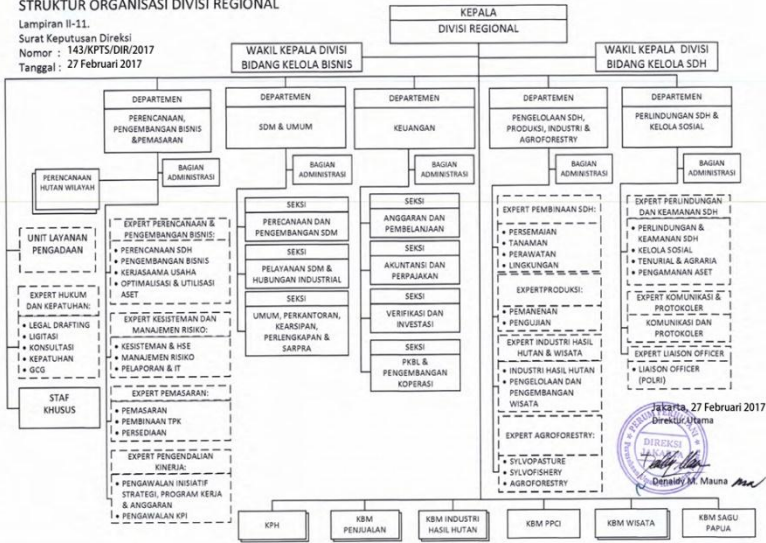 STRUKTUR ORGANISASI DIVISI REGIONAL
Lampiran II-11.
Surat Keputusan Direksi
Nomor : 143/KPTS/DIR/2017
Tanggal : 27 Februari 2017
KEPALA
DIVISI REGIONAL
WAKIL KEPALA DIVISI
BIDANG KELOLA BISNIS
WAKIL KEPALA DIVISI
BIDANG KELOLA SDH
DEPARTEMEN
PERENCANAAN,
PENGEMBANGAN BISNIS
&PEMASARAN
DEPARTEMEN
SDM & UMUM
DEPARTEMEN
KEUANGAN
DEPARTEMEN
PENGELOLAAN SDH,
PRODUKSI, INDUSTRI &
AGROFORESTRY
DEPARTEMEN
PERLINDUNGAN SDH &
KELOLA SOSIAL
PERENCANAAN
HUTAN WILAYAH
BAGIAN
ADMINISTRASI
BAGIAN
ADMINISTRASI
BAGIAN
ADMINISTRASI
BAGIAN
ADMINISTRASI
BAGIAN
ADMINISTRASI
UNIT LAYANAN
PENGADAAN
EXPERT HUKUM
DAN KEPATUHAN:
• LEGAL DRAFTING
• LIGITASI
• KONSULTASI
• KEPATUHAN
• GCG
STAF
KHUSUS
EXPERT PERENCANAAN &
PENGEMBANGAN BISNIS:
• PERENCANAAN SDH
• PENGEMBANGAN BISNIS
• KERJASAAMA USAHA
• OPTIMALISASI & UTILISASI
ASET
EXPERT KESISTEMAN DAN
MANAJEMEN RISIKO:
• KESISTEMAN & HSE
• MANAJEMEN RISIKO
• PELAPORAN & IT
EXPERT PEMASARAN:
• PEMASARAN
• PEMBINAAN TPK
• PERSEDIAAN
EXPERT PENGENDALIAN
KINERJA:
• PENGAWALAN INISIATIF
STRATEGI, PROGRAM KERJA
& ANGGARAN
• PENGAWALAN KPI
SEKSI
PERECANAAN DAN
PENGEMBANGAN SDM
SEKSI
PELAYANAN SDM &
HUBUNGAN INDUSTRIAL
SEKSI
UMUM, PERKANTORAN,
KEARSIPAN,
PERLENGKAPAN &
SARPRA
SEKSI
ANGGARAN DAN
PEMBELANJAAN
SEKSI
AKUNTANSI DAN
PERPAJAKAN
SEKSI
VERIFIKASI DAN
INVESTASI
SEKSI
PKBL &
PENGEMBANGAN
KOPERASI
EXPERT PEMBINAAN SDH:
• PERSEMAIAN
• TANAMAN
• PERAWATAN
• LINGKUNGAN
EXPERTPRODUKSI:
• PEMANENAN
• PENGUJIAN
EXPERT INDUSTRI HASIL
HUTAN & WISATA
• INDUSTRI HASIL HUTAN
• PENGELOLAAN DAN
PENGEMBANGAN
WISATA
EXPERT AGROFORESTRY:
• SYLVOPASTURE
• SYLVOFISHERY
• AGROFORESTRY
EXPERT PERLINDUNGAN
DAN KEAMANAN SDH
• PERLINDUNGAN &
KEAMANAN SDH
• KELOLA SOSIAL
• TENURIAL & AGRARIA
• PENGAMANAN ASET
EXPERT KOMUNIKASI &
PROTOKOLER
KOMUNIKASI DAN
PROTOKOLER
EXPERT LIAISON OFFICER
• LIAISON OFFICER
(POLRI)
Jakarta, 27 Februari 2017
Direktur Utama
DIREKSI
JAKARTA
Denaldy M. Mauna
KPH
KBM
PENJUALAN
KBM INDUSTRI
HASIL HUTAN
KBM PPCI
KBM WISATA
KBM SAGU
PAPUA